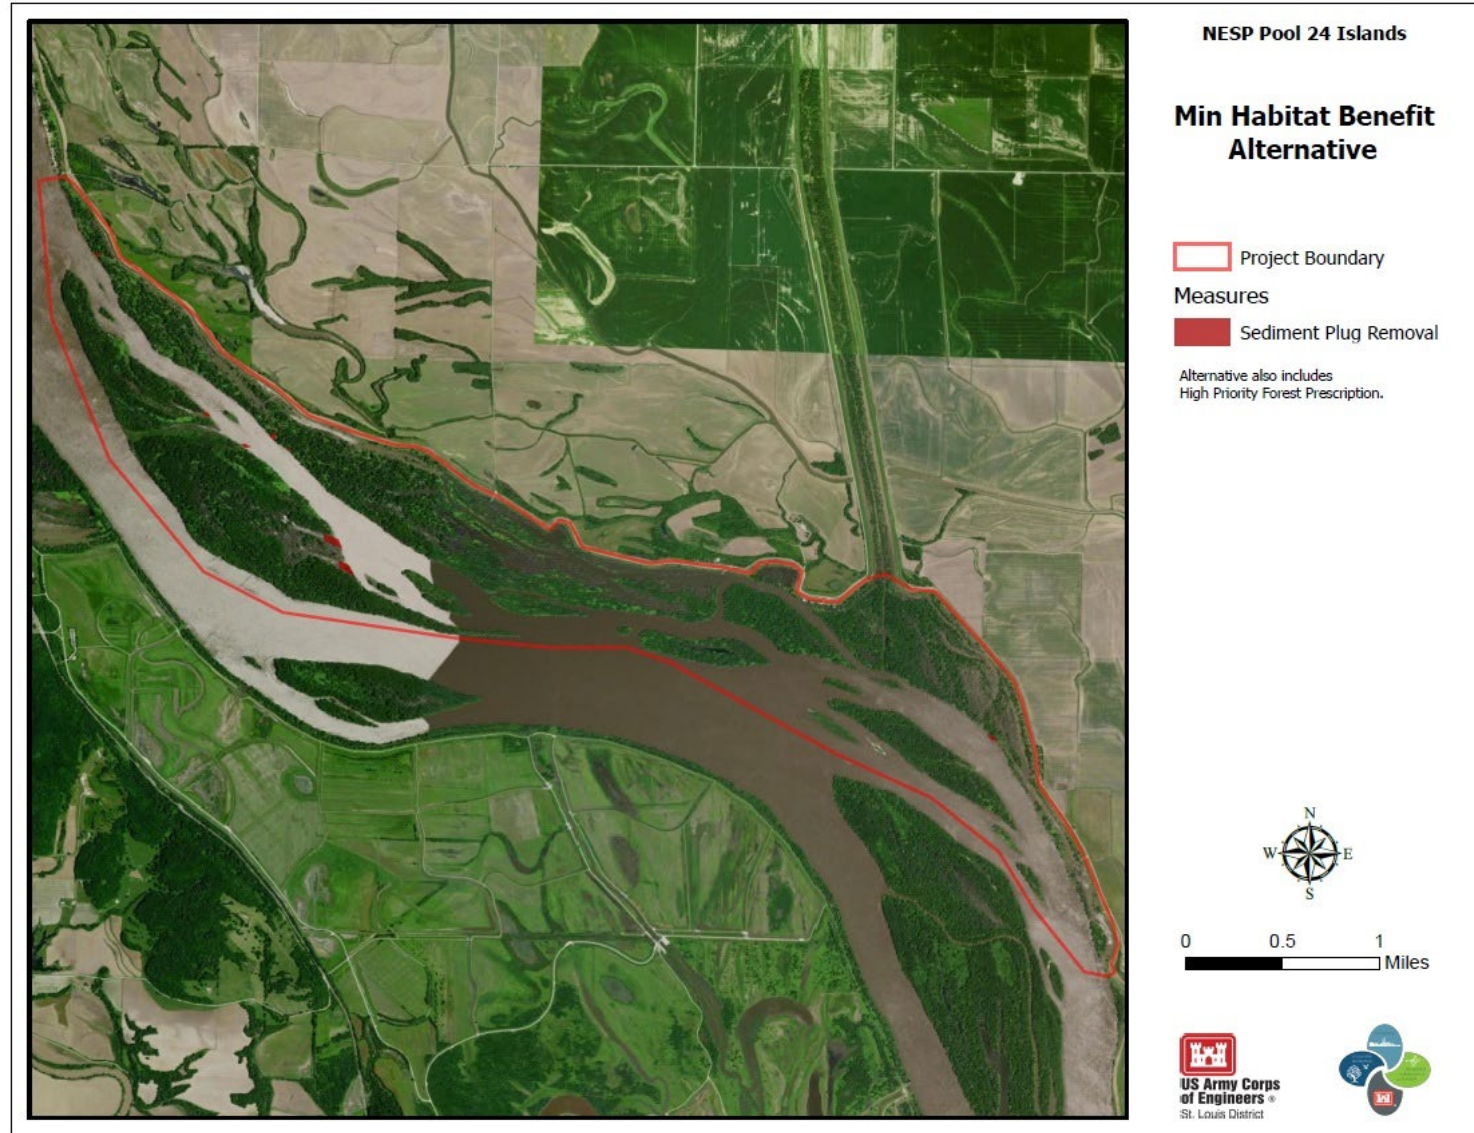 NESP Pool 24 Islands
Min Habitat Benefit
Alternative
Project Boundary
Measures
Sediment Plug Removal
Alternative also includes
High Priority Forest Prescription.
N
W
E
S
0 0.5 1
Miles
US Army Corps
of Engineers ®
St. Louis District